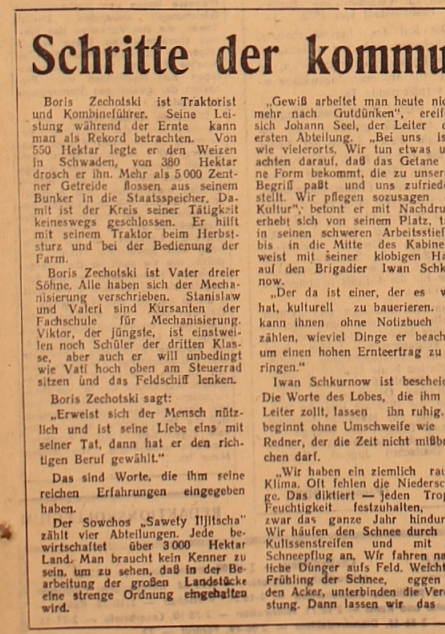 Schritte der kommu
Boris Zechotski ist Traktorist
und Kombineführer. Seine Lei-
stung während der Ernte kann
man als Rekord betrachten. Von
550 Hektar legte er den Weizen
in Schwaden, von 380 Hektar
drosch er ihn. Mehr als 5 000 Zent-
ner Getreide flossen aus seinem
Bunker in die Staatsspeicher. Da-
mit ist der Kreis seiner Tätigkeit
keineswegs geschlossen. Er hilft
mit seinem Traktor beim Herbst-
sturz und bei der Bedienung der
Farm.
Boris Zechotski ist Vater dreier
Söhne. Alle haben sich der Mecha-
nisierung verschrieben. Stanislaw
und Valeri sind Kursanten der
Fachschule für Mechanisierung.
Viktor, der jüngste, ist einstwei-
len noch Schüler der dritten Klas-
se, aber auch er will unbedingt
wie Vati hoch oben am Steuerrad
sitzen und das Feldschiff lenken.
Boris Zechotski sagt:
„Erweist sich der Mensch nütz-
lich und ist seine Liebe eins mit
seiner Tat, dann hat er den rich-
tigen Beruf gewählt."
Das sind Worte, die ihm seine
reichen Erfahrungen eingegeben
haben.
Der Sowchos „Sawety Iljitscha"
zählt vier Abteilungen. Jede be-
wirtschaftet über 3 000 Hektar
Land. Man braucht kein Kenner zu
sein, um zu sehen, daß in der Be-
arbeitung der großen Landstücke
eine strenge Ordnung eingehalten
wird.
„Gewiß arbeitet man heute nic
mehr nach Gutdünken", ereif
sich Johann Seel, der Leiter
ersten Abteilung. „Bei uns is
wie vielerorts. Wir tun etwas u
achten darauf, daß das Getane
ne Form bekommt, die zu unser
Begriff paßt und uns zufried
stellt. Wir pflegen sozusagen
Kultur", betont er mit Nachdru
erhebt sich von seinem Platz, t
in seinen schweren Arbeitsstief
bis in die Mitte des Kabine
weist mit seiner klobigen Ha
auf den Brigadier Iwan Schk
now.
„Der da ist einer, der es v
hat, kulturell zu bauerieren.
kann ihnen ohne Notizbuch
zählen, wieviel Dinge er beach
um einen hohen Ernteertrag zu
ringen."
Iwan Schkurnow ist beschei
Die Worte des Lobes, die ihm
Leiter zollt, lassen ihn ruhig.
beginnt ohne Umschweife wie
Redner, der die Zeit nicht mißb
chen darf.
„Wir haben ein ziemlich rau
Klima. Oft fehlen die Niedersc
ge. Das diktiert — jeden Tro
Feuchtigkeit festzuhalten,
zwar das ganze Jahr hindur
Wir häufen den Schnee durch
Kulissenstreifen und mit
Schneepflug an. Wir fahren na
liche Dünger aufs Feld. Weicht
Frühling der Schnee, eggen
den Acker, unterbinden die Ver
stung. Dann lassen wir das